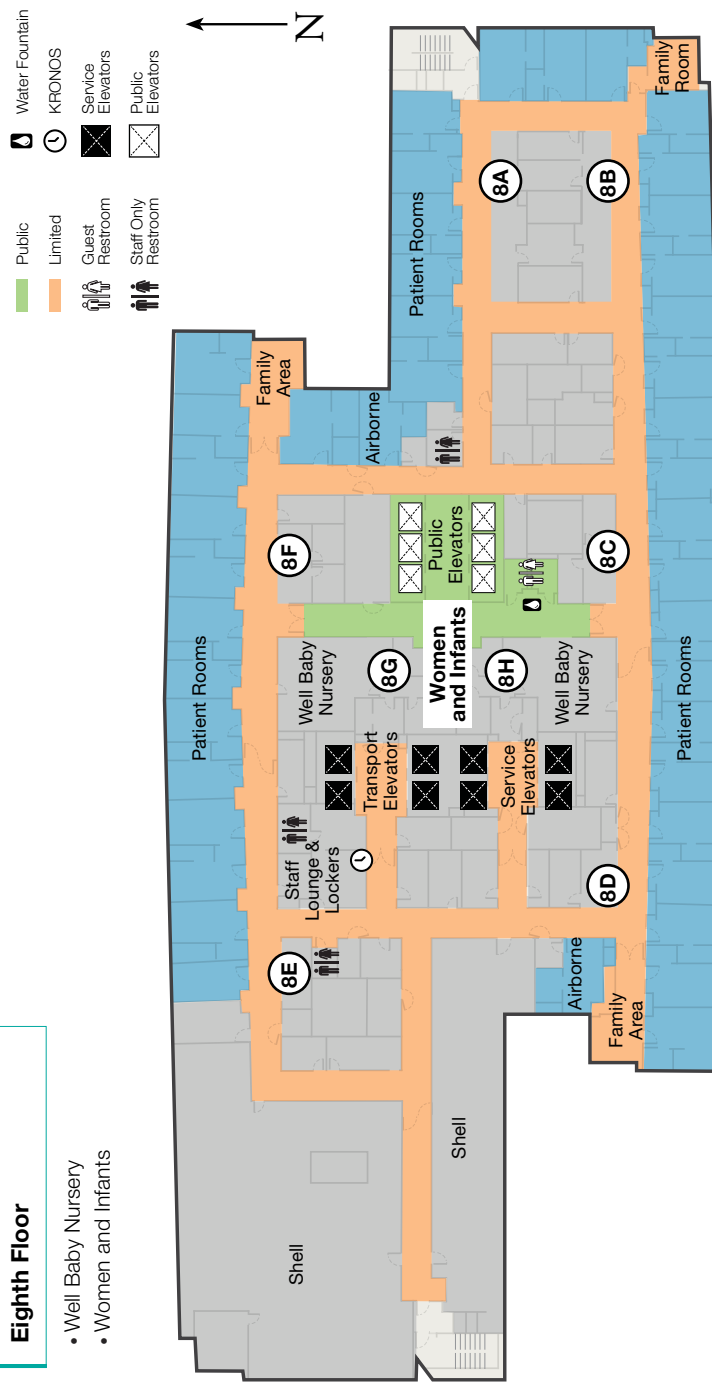 Eighth Floor
• Well Baby Nursery
• Women and Infants
Public
Limited
Guest
Restroom
Staff Only
Restroom
Water Fountain
KRONOS
Service
Elevators
Public
Elevators
N
Patient Rooms
Family
Area
Shell
8E
Staff
Lounge &
Lockers
Well Baby
Nursery
8F
Airborne
Patient Rooms
Transport
Elevators
8G
Public
Elevators
Women
and Infants
8A
Shell
Service
Elevators
8H
Airborne
Family
Area
8D
Well Baby
Nursery
8C
8B
Family
Room
Patient Rooms